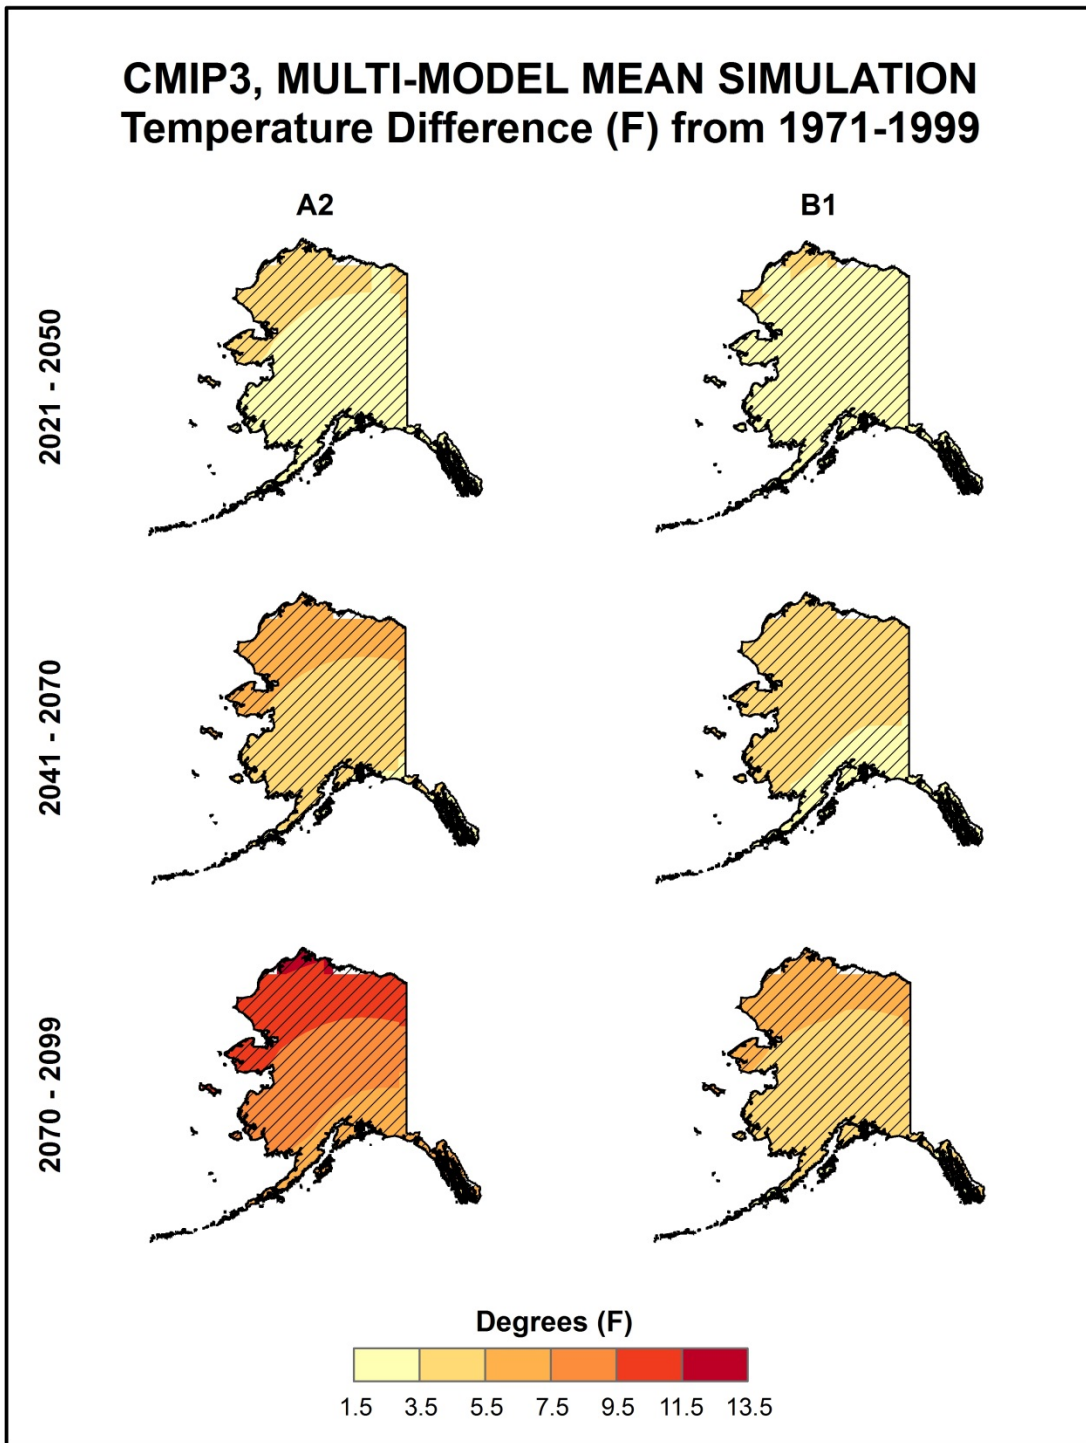 CMIP3, MULTI-MODEL MEAN SIMULATION
Temperature Difference (F) from 1971-1999
A2
B1
2021 - 2050
2041 - 2070
2070 - 2099
Degrees (F)
1.5 3.5 5.5 7.5 9.5 11.5 13.5